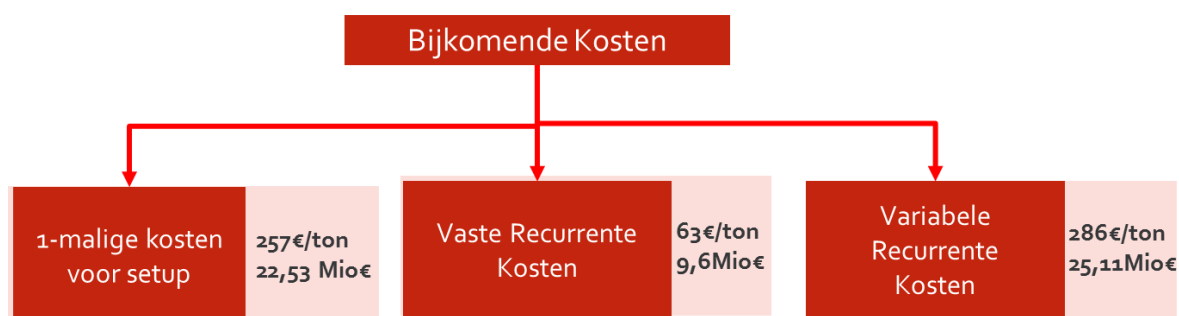 Bijkomende Kosten
1-malige kosten
voor setup
257€/ton
22,53 Mio€
Vaste Recurrente
Kosten
63€/ton
9,6Mio€
Variabele
Recurrente
Kosten
286€/ton
25,11Mio€